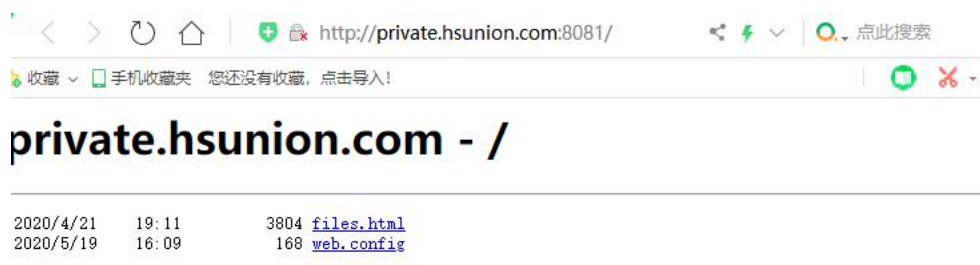 http://private.hsunion.com:8081/ 点此搜索
收藏 手机收藏夹 您还没有收藏，点击导入！
private.hsunion.com - /
2020/4/21 19:11 3804 files.html
2020/5/19 16:09 168 web.config